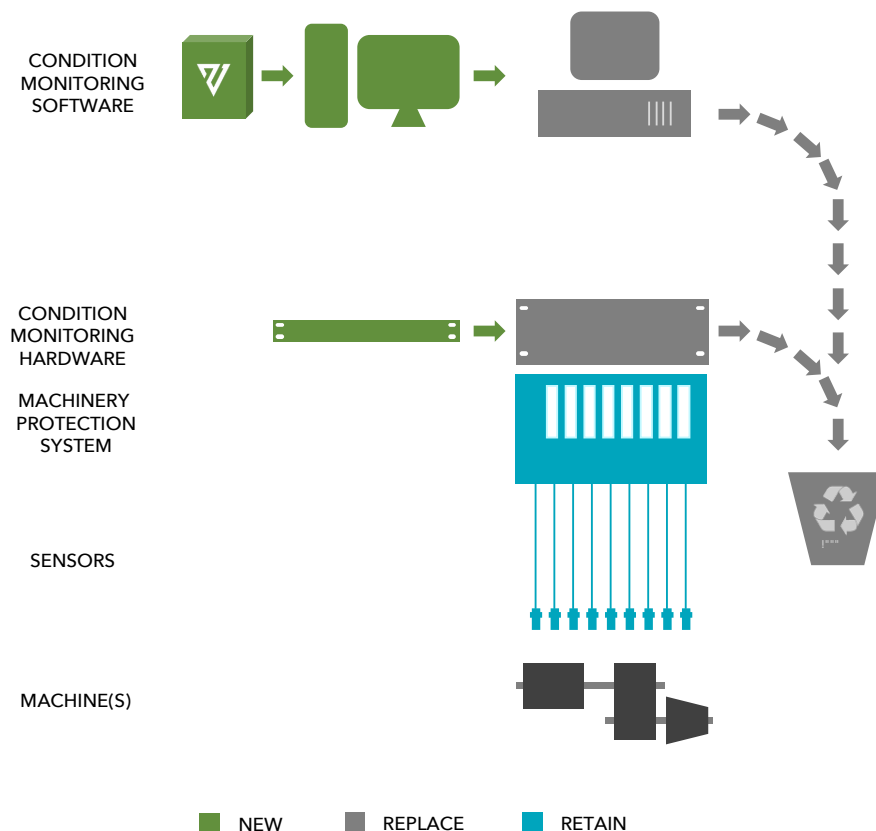 CONDITION
MONITORING
SOFTWARE
CONDITION
MONITORING
HARDWARE
MACHINERY
PROTECTION
SYSTEM
SENSORS
MACHINE(S)
NEW
REPLACE
RETAIN